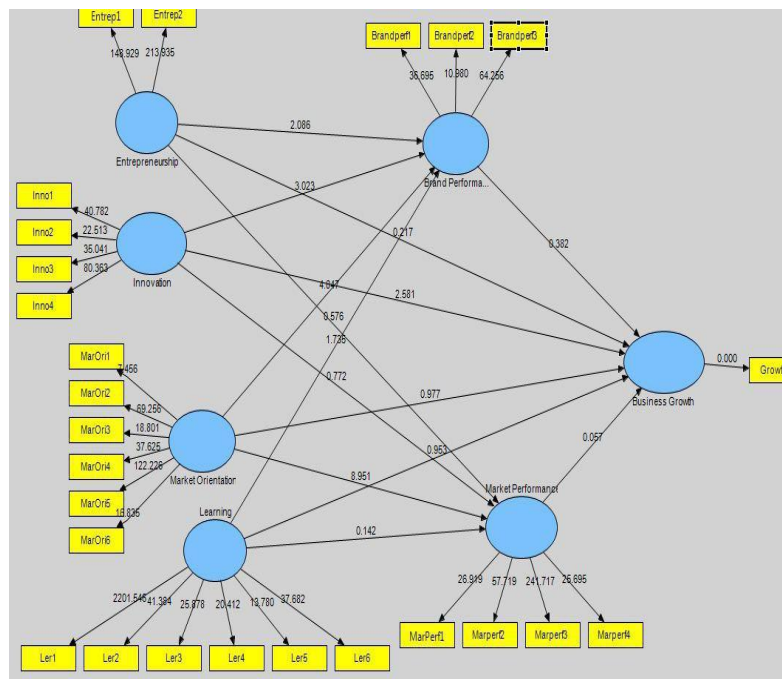 Entrep1
Entrep2
148.929
213.935
Entrepreneurship
Brandperf1
Brandperf2
Brandperf3
36.695
10.980
64.256
Brand Performa...
2.086
3.023
0.217
0.382
Inno1
Inno2
Inno3
Inno4
40.782
22.513
35.041
80.363
Innovation
4.047
2.581
0.576
1.735
0.772
MarOri1
MarOri2
MarOri3
MarOri4
MarOri5
MarOri6
7.456
69.256
18.801
37.625
122.226
16.835
Market Orientation
0.977
0.953
8.951
0.142
0.057
Business Growth
0.000
Growt
Learning
2201.546
41.384
25.878
20.412
13.780
37.682
Ler1
Ler2
Ler3
Ler4
Ler5
Ler6
Market Performance
26.919
57.719
241.717
25.695
MarPerf1
Marperf2
Marperf3
Marperf4